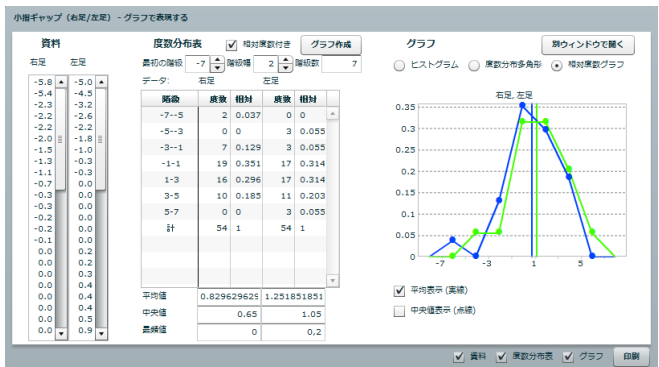 小指ギャップ（右足/左足） - グラフで表現する
資料
右足 左足
-5.8 -5.0
-5.4 -4.5
-2.3 -3.2
-2.2 -2.6
-2.2 -2.2
-2.0 -1.8
-1.5 -1.0
-1.3 -0.3
-1.1 -0.3
-0.7 0.0
-0.3 0.0
-0.3 0.0
-0.2 0.0
-0.1 0.0
0.0 0.2
0.0 0.2
0.0 0.3
0.0 0.4
0.0 0.4
0.0 0.4
0.0 0.5
0.0 0.9
度数分布表 相対度数付き グラフ作成
最初の階級 -7 階級幅 2 階級数 7
データ: 右足 左足
階級 度数 相対 度数 相対
-7--5 2 0.037 0 0
-5--3 0 0 3 0.055
-3--1 7 0.129 3 0.055
-1-1 19 0.351 17 0.314
1-3 16 0.296 17 0.314
3-5 10 0.185 11 0.203
5-7 0 0 3 0.055
計 54 1 54 1
平均値 0.829629629 1.251851851
中央値 0.65 1.05
最頻値 0 0,2
グラフ 別ウィンドウで開く
ヒストグラム 度数分布多角形 相対度数グラフ
右足, 左足
0.35
0.3
0.25
0.2
0.15
0.1
0.05
0
-7 -3 1 5
平均表示 (実線)
中央値表示 (点線)
資料 度数分布表 グラフ 印刷